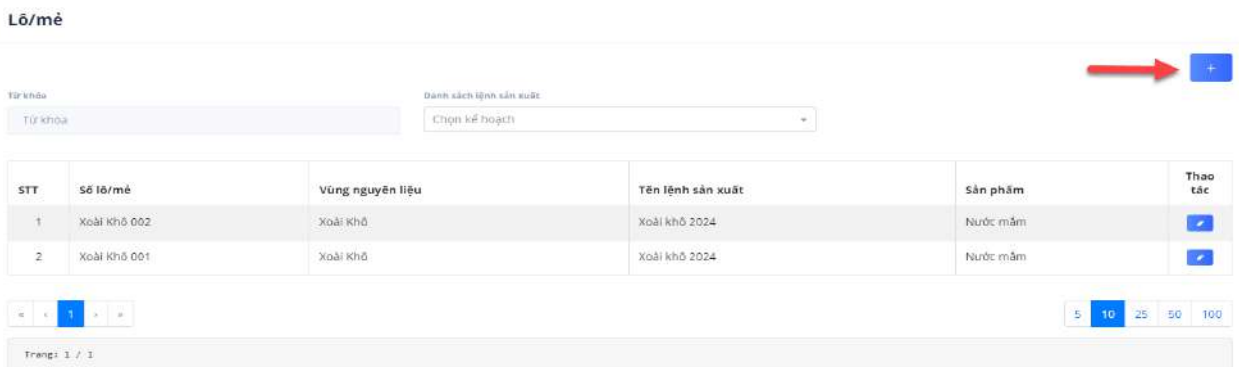 Lô/mẻ
+
Từ khóa
Danh sách lệnh sản xuất
Từ khóa
Chọn kế hoạch
STT Số lô/mẻ Vùng nguyên liệu Tên lệnh sản xuất Sản phẩm Thao tác
1 Xoài Khô 002 Xoài Khô Xoài khô 2024 Nước mắm
2 Xoài Khô 001 Xoài Khô Xoài khô 2024 Nước mắm
« ‹ 1 › »
5 10 25 50 100
Trang: 1 / 1